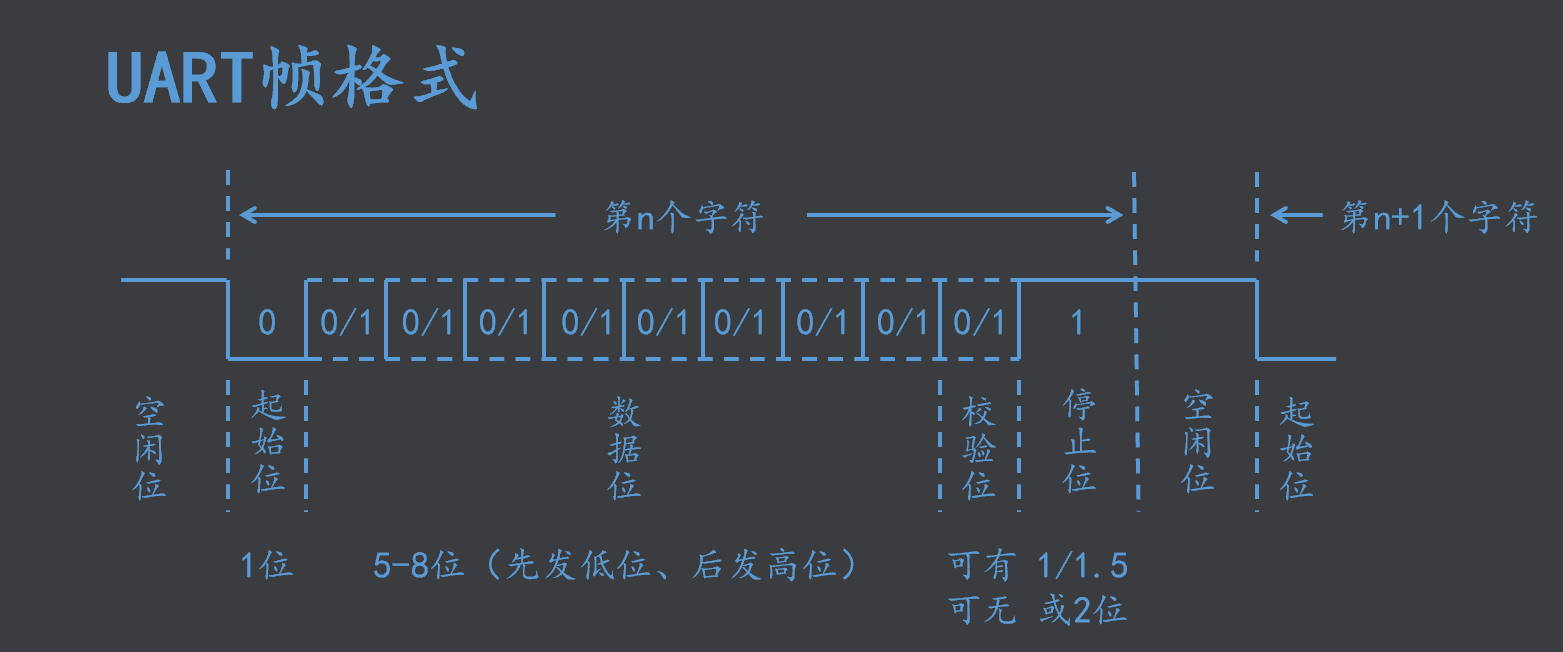 UART帧格式
第n个字符
第n+1个字符
0 0/1 0/1 0/1 0/1 0/1 0/1 0/1 0/1 0/1 1
空闲位
起始位
数据位
校验位
停止位
空闲位
起始位
1位
5-8位（先发低位、后发高位）
可有
可无
1/1.5
或2位